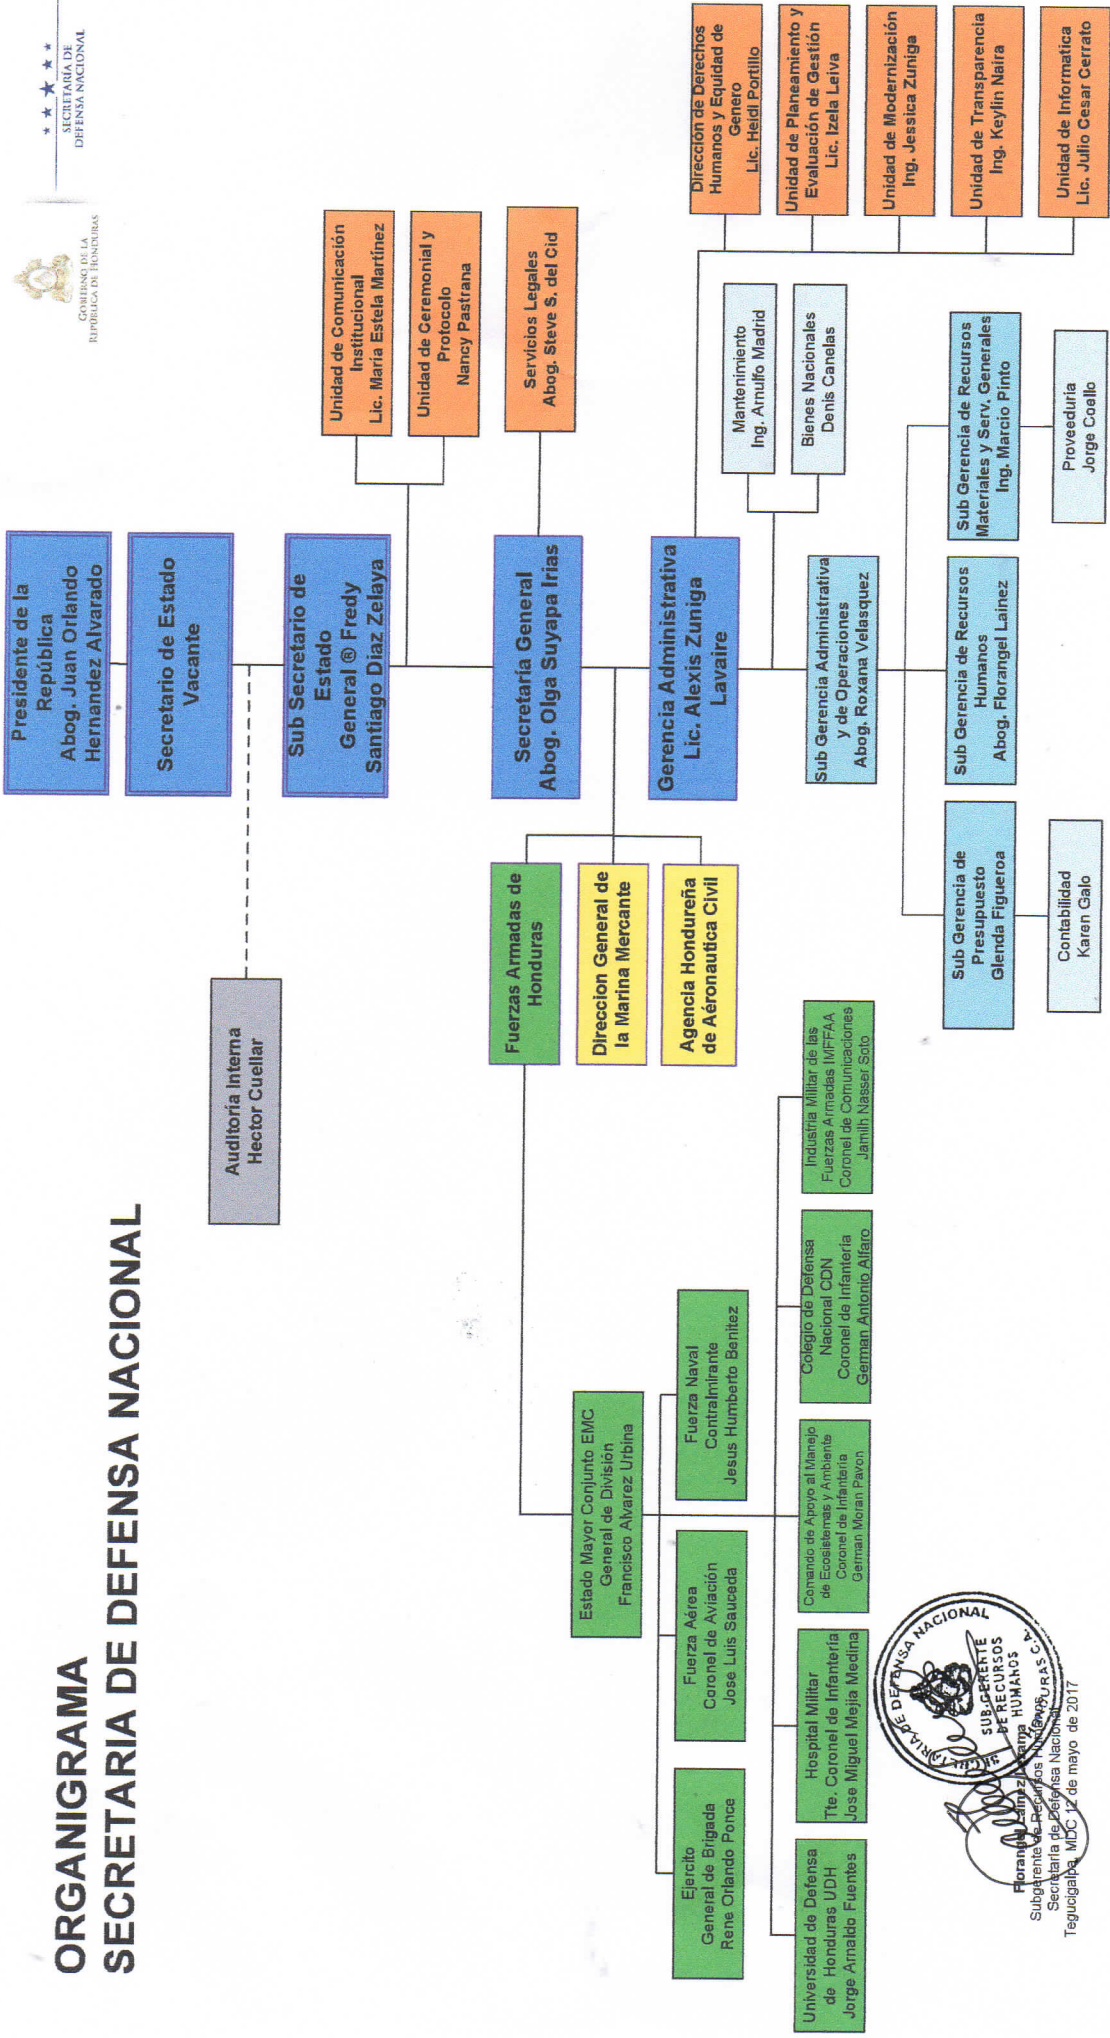 ORGANIGRAMA
SECRETARIA DE DEFENSA NACIONAL
GOBIERNO DE LA
REPÚBLICA DE HONDURAS
SECRETARÍA DE
DEFENSA NACIONAL
Presidente de la
República
Abog. Juan Orlando
Hernandez Alvarado
Secretario de Estado
Vacante
Auditoría Interna
Hector Cuellar
Sub Secretario de
Estado
General ® Fredy
Santiago Diaz Zelaya
Unidad de Comunicación
Institucional
Lic. María Estela Martínez
Unidad de Ceremonial y
Protocolo
Nancy Pastrana
Secretaría General
Abog. Olga Suyapa Irias
Servicios Legales
Abog. Steve S. del Cid
Fuerzas Armadas de
Honduras
Direccion General de
la Marina Mercante
Agencia Hondureña
de Aéronautica Civil
Gerencia Administrativa
Lic. Alexis Zuniga
Lavaire
Dirección de Derechos
Humanos y Equidad de
Genero
Lic. Heidi Portillo
Unidad de Planeamiento y
Evaluación de Gestión
Lic. Izela Leiva
Unidad de Modernización
Ing. Jessica Zuniga
Unidad de Transparencia
Ing. Keylin Naira
Unidad de Informatica
Lic. Julio Cesar Cerrato
Mantenimiento
Ing. Arnulfo Madrid
Bienes Nacionales
Denis Canelas
Sub Gerencia Administrativa
y de Operaciones
Abog. Roxana Velasquez
Sub Gerencia de
Presupuesto
Glenda Figueroa
Sub Gerencia de Recursos
Humanos
Abog. Florangel Lainez
Sub Gerencia de Recursos
Materiales y Serv. Generales
Ing. Marcio Pinto
Contabilidad
Karen Galo
Proveeduria
Jorge Coello
Estado Mayor Conjunto EMC
General de División
Francisco Alvarez Urbina
Ejercito
General de Brigada
Rene Orlando Ponce
Fuerza Aérea
Coronel de Aviación
Jose Luis Sauceda
Fuerza Naval
Contralmirante
Jesus Humberto Benitez
Universidad de Defensa
de Honduras UDH
Jorge Arnaldo Fuentes
Hospital Militar
Tte. Coronel de Infantería
Jose Miguel Mejia Medina
Comando de Apoyo al Manejo
de Ecosistemas y Ambiente
Coronel de Infantería
German Moran Pavon
Colegio de Defensa
Nacional CDN
Coronel de Infantería
German Antonio Alfaro
Industria Militar de las
Fuerzas Armadas IMFFAA
Coronel de Comunicaciones
Jamilh Nasser Soto
SECRETARIA DE DEFENSA NACIONAL
SUB-GERENTE
DE RECURSOS
HUMANOS
HONDURAS C.A.
Florangel Lainez
Subgerente de Recursos Humanos
Secretaría de Defensa Nacional
Tegucigalpa, MDC 12 de mayo de 2017